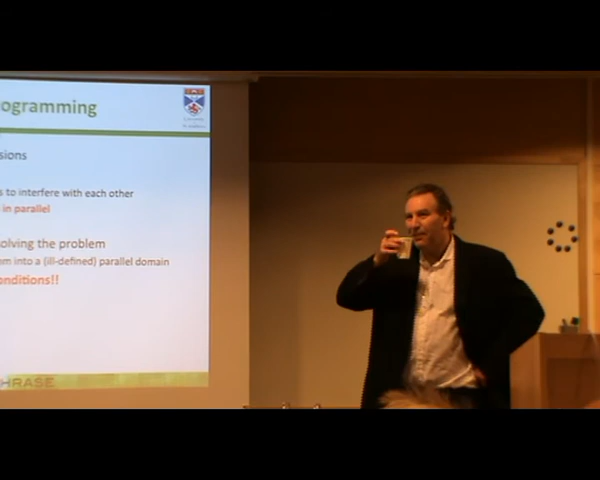 ogramming
sions
s to interfere with each other
in parallel
olving the problem
em into a (ill-defined) parallel domain
onditions!!
HRASE